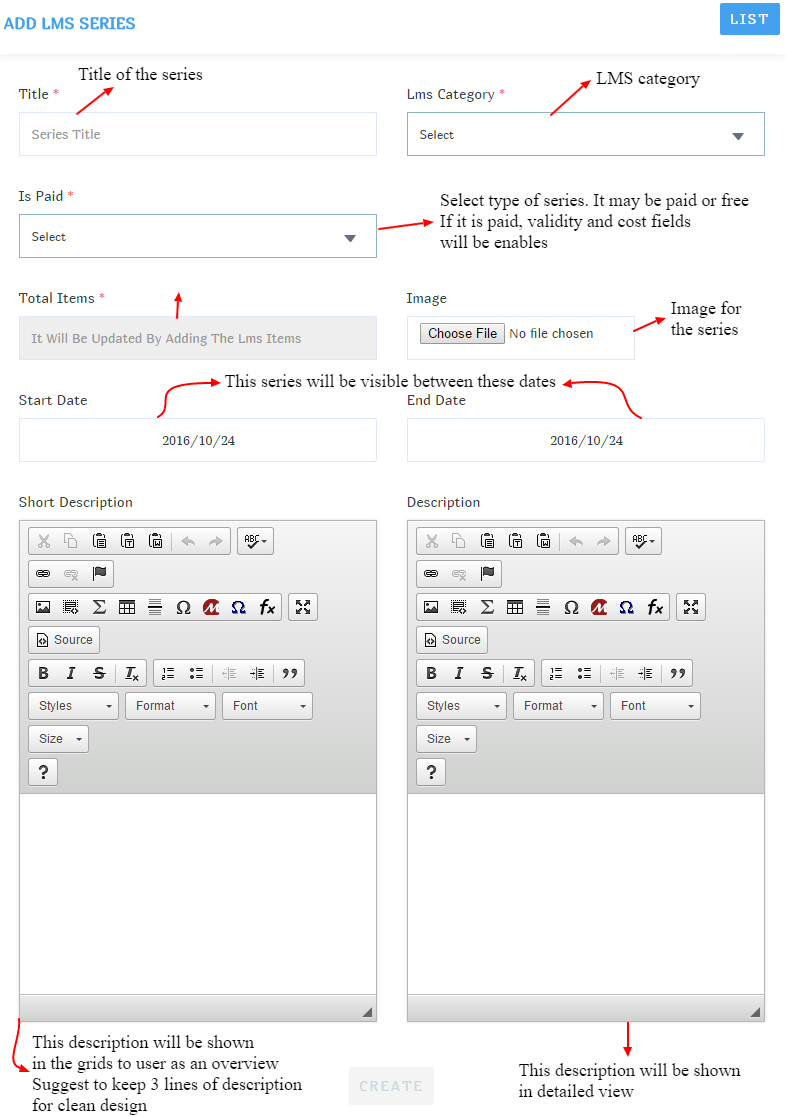 ADD LMS SERIES
LIST
Title of the series
LMS category
Title *
Lms Category *
Series Title
Select
Is Paid *
Select type of series. It may be paid or free
If it is paid, validity and cost fields
will be enables
Select
Total Items *
Image
Image for
the series
It Will Be Updated By Adding The Lms Items
Choose File No file chosen
This series will be visible between these dates
Start Date
End Date
2016/10/24
2016/10/24
Short Description
Description
ABC
ABC
Σ Ω M Ω fx
Σ Ω M Ω fx
Source
Source
B I S Tx
B I S Tx
Styles Format Font
Styles Format Font
Size
Size
?
?
This description will be shown
in the grids to user as an overview
Suggest to keep 3 lines of description
for clean design
CREATE
This description will be shown
in detailed view